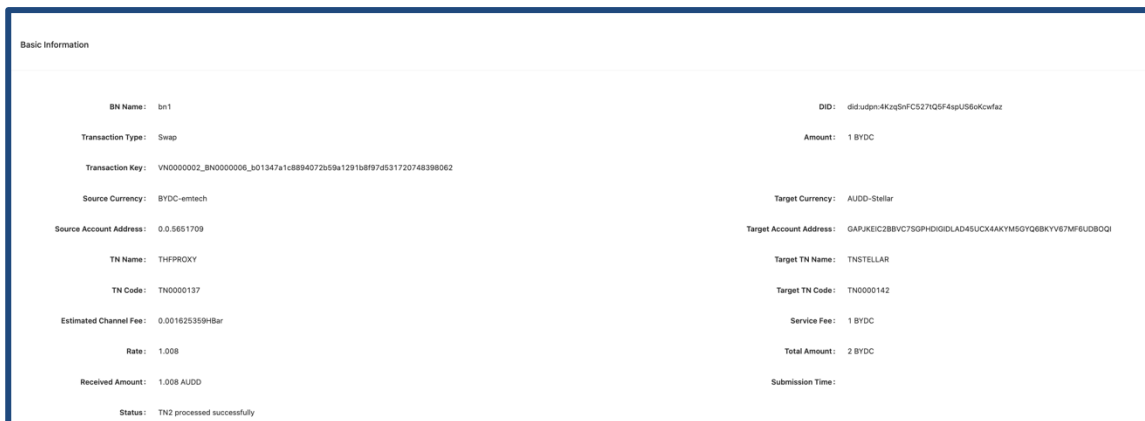 Basic Information
BN Name: bn1 DID: did:udpn:4KzqSnFC527tQ5F4spUS6oKcwfaz
Transaction Type: Swap Amount: 1 BYDC
Transaction Key: VN0000002_BN0000006_b01347a1c8894072b59a1291b8f97d531720748398062
Source Currency: BYDC-emtech Target Currency: AUDD-Stellar
Source Account Address: 0.0.5651709 Target Account Address: GAPJKEIC2BBVC7SGPHDIGIDLAD45UCX4AKYM5GYQ6BKYV67MF6UDBOQI
TN Name: THFPROXY Target TN Name: TNSTELLAR
TN Code: TN0000137 Target TN Code: TN0000142
Estimated Channel Fee: 0.001625359HBar Service Fee: 1 BYDC
Rate: 1.008 Total Amount: 2 BYDC
Received Amount: 1.008 AUDD Submission Time:
Status: TN2 processed successfully